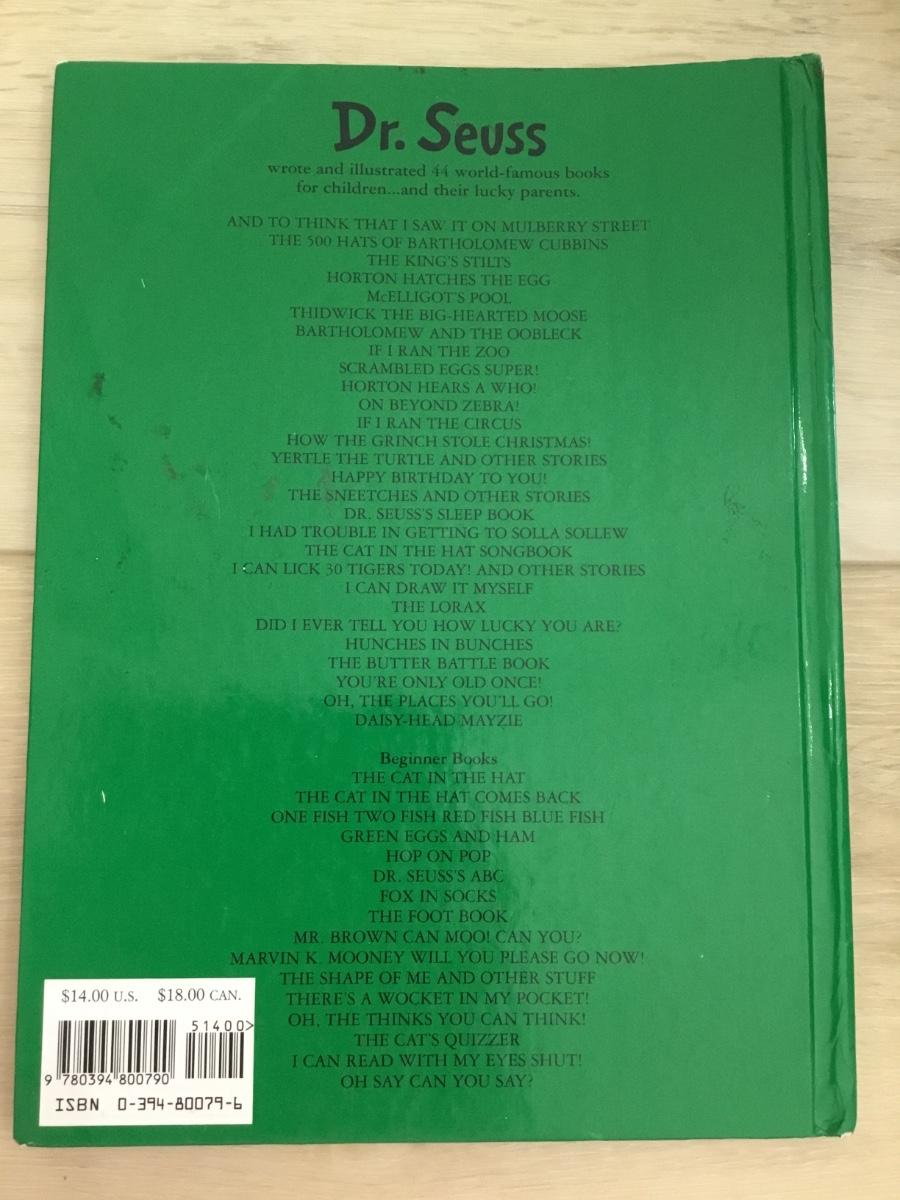 Dr. Seuss
wrote and illustrated 44 world-famous books
for children...and their lucky parents.
AND TO THINK THAT I SAW IT ON MULBERRY STREET
THE 500 HATS OF BARTHOLOMEW CUBBINS
THE KING'S STILTS
HORTON HATCHES THE EGG
McELLIGOT'S POOL
THIDWICK THE BIG-HEARTED MOOSE
BARTHOLOMEW AND THE OOBLECK
IF I RAN THE ZOO
SCRAMBLED EGGS SUPER!
HORTON HEARS A WHO!
ON BEYOND ZEBRA!
IF I RAN THE CIRCUS
HOW THE GRINCH STOLE CHRISTMAS!
YERTLE THE TURTLE AND OTHER STORIES
HAPPY BIRTHDAY TO YOU!
THE SNEETCHES AND OTHER STORIES
DR. SEUSS'S SLEEP BOOK
I HAD TROUBLE IN GETTING TO SOLLA SOLLEW
THE CAT IN THE HAT SONGBOOK
I CAN LICK 30 TIGERS TODAY! AND OTHER STORIES
I CAN DRAW IT MYSELF
THE LORAX
DID I EVER TELL YOU HOW LUCKY YOU ARE?
HUNCHES IN BUNCHES
THE BUTTER BATTLE BOOK
YOU'RE ONLY OLD ONCE!
OH, THE PLACES YOU'LL GO!
DAISY-HEAD MAYZIE
Beginner Books
THE CAT IN THE HAT
THE CAT IN THE HAT COMES BACK
ONE FISH TWO FISH RED FISH BLUE FISH
GREEN EGGS AND HAM
HOP ON POP
DR. SEUSS'S ABC
FOX IN SOCKS
THE FOOT BOOK
MR. BROWN CAN MOO! CAN YOU?
MARVIN K. MOONEY WILL YOU PLEASE GO NOW!
THE SHAPE OF ME AND OTHER STUFF
THERE'S A WOCKET IN MY POCKET!
OH, THE THINKS YOU CAN THINK!
THE CAT'S QUIZZER
I CAN READ WITH MY EYES SHUT!
OH SAY CAN YOU SAY?
$14.00 U.S. $18.00 CAN.
51400>
9 780394 800790
ISBN 0-394-80079-6